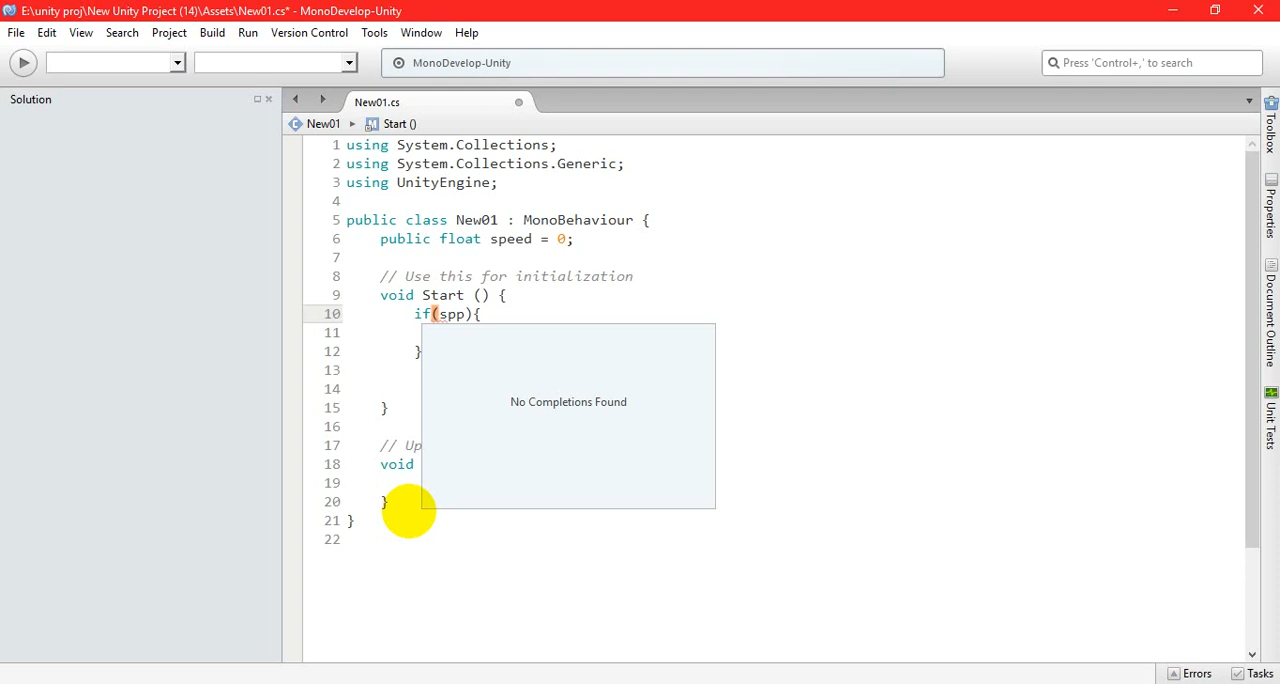 E:\unity proj\New Unity Project (14)\Assets\New01.cs* - MonoDevelop-Unity
File Edit View Search Project Build Run Version Control Tools Window Help
MonoDevelop-Unity
Press 'Control+,' to search
Solution
New01.cs
New01 Start ()
1 using System.Collections;
2 using System.Collections.Generic;
3 using UnityEngine;
4
5 public class New01 : MonoBehaviour {
6 public float speed = 0;
7
8 // Use this for initialization
9 void Start () {
10 if(spp){
11
12 }
13
14
15 }
16
17 // Up
18 void
19
20 }
21 }
22
No Completions Found
Toolbox
Properties
Document Outline
Unit Tests
Errors Tasks